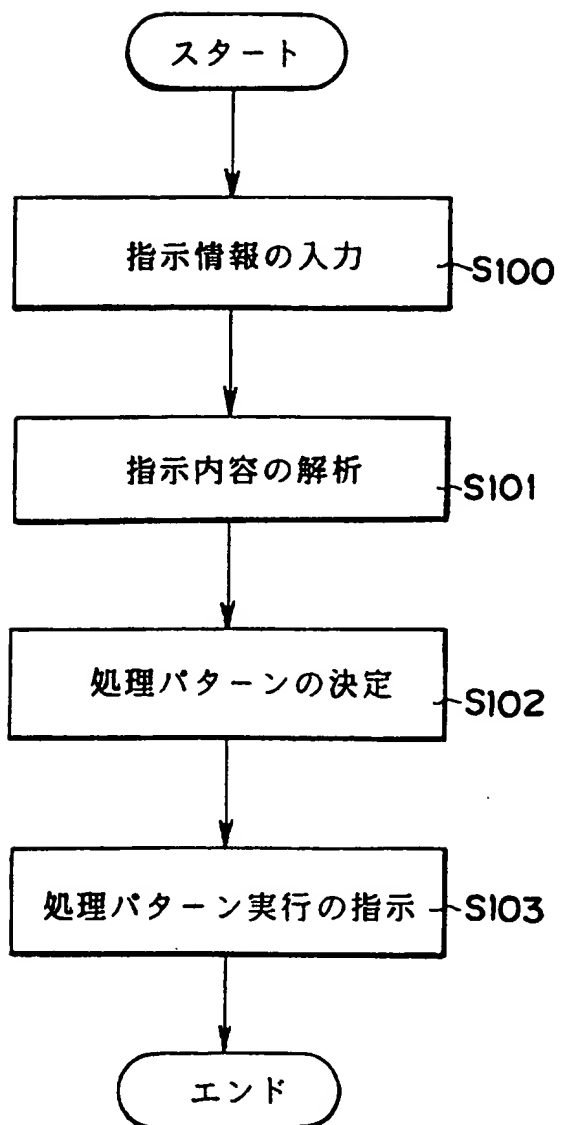 スタート
指示情報の入力
S100
指示内容の解析
S101
処理パターンの決定
S102
処理パターン実行の指示
S103
エンド